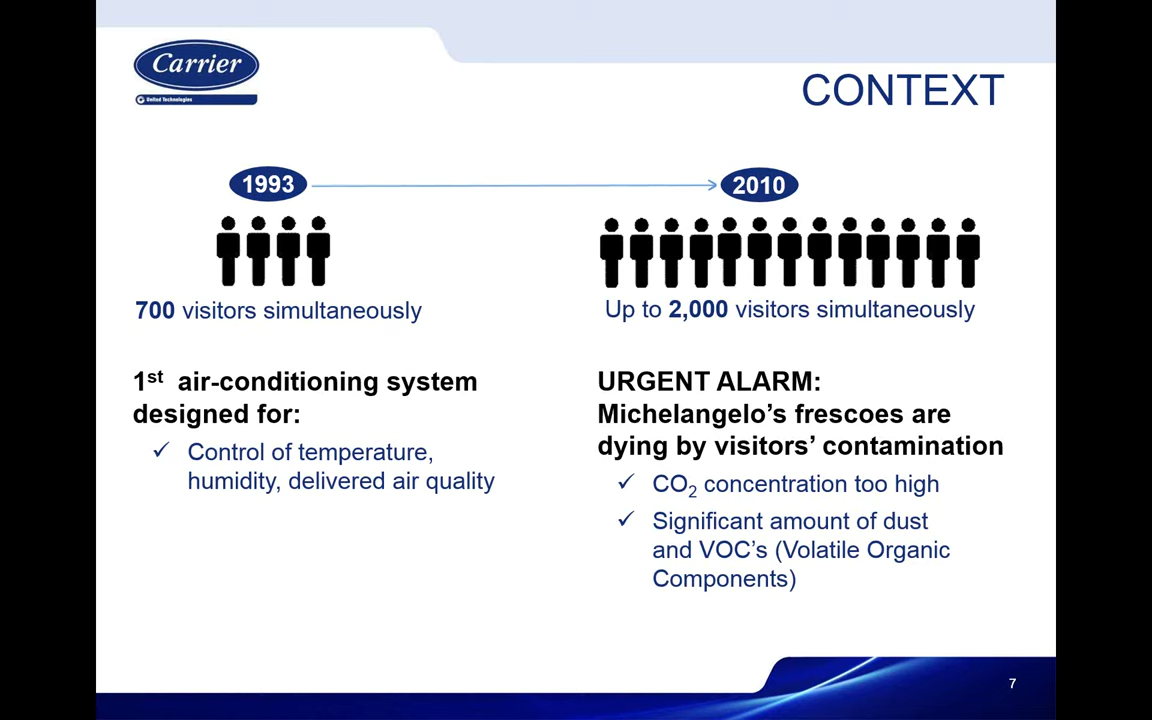 Carrier
United Technologies
CONTEXT
1993
2010
700 visitors simultaneously
Up to 2,000 visitors simultaneously
1st air-conditioning system
designed for:
✓ Control of temperature,
humidity, delivered air quality
URGENT ALARM:
Michelangelo’s frescoes are
dying by visitors’ contamination
✓ CO2 concentration too high
✓ Significant amount of dust
and VOC’s (Volatile Organic
Components)
7